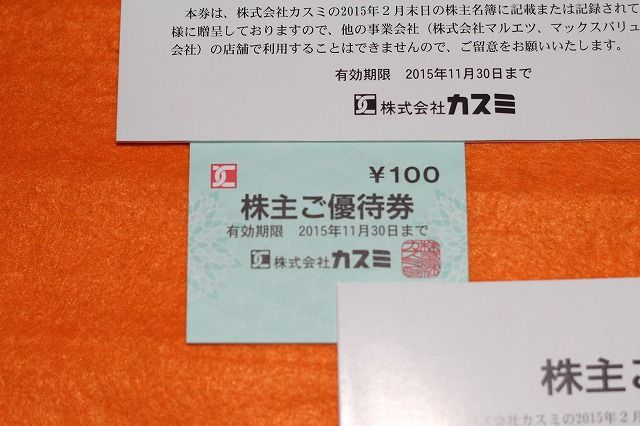 本券は、株式会社カスミの2015年２月末日の株主名簿に記載または記録されて
様に贈呈しておりますので、他の事業会社（株式会社マルエツ、マックスバリュ
会社）の店舗で利用することはできませんので、ご留意をお願いいたします。
有効期限　2015年11月30日まで
株式会社カスミ
￥100
株主ご優待券
有効期限　2015年11月30日まで
株式会社カスミ
株主ご
式会社カスミの2015年２月